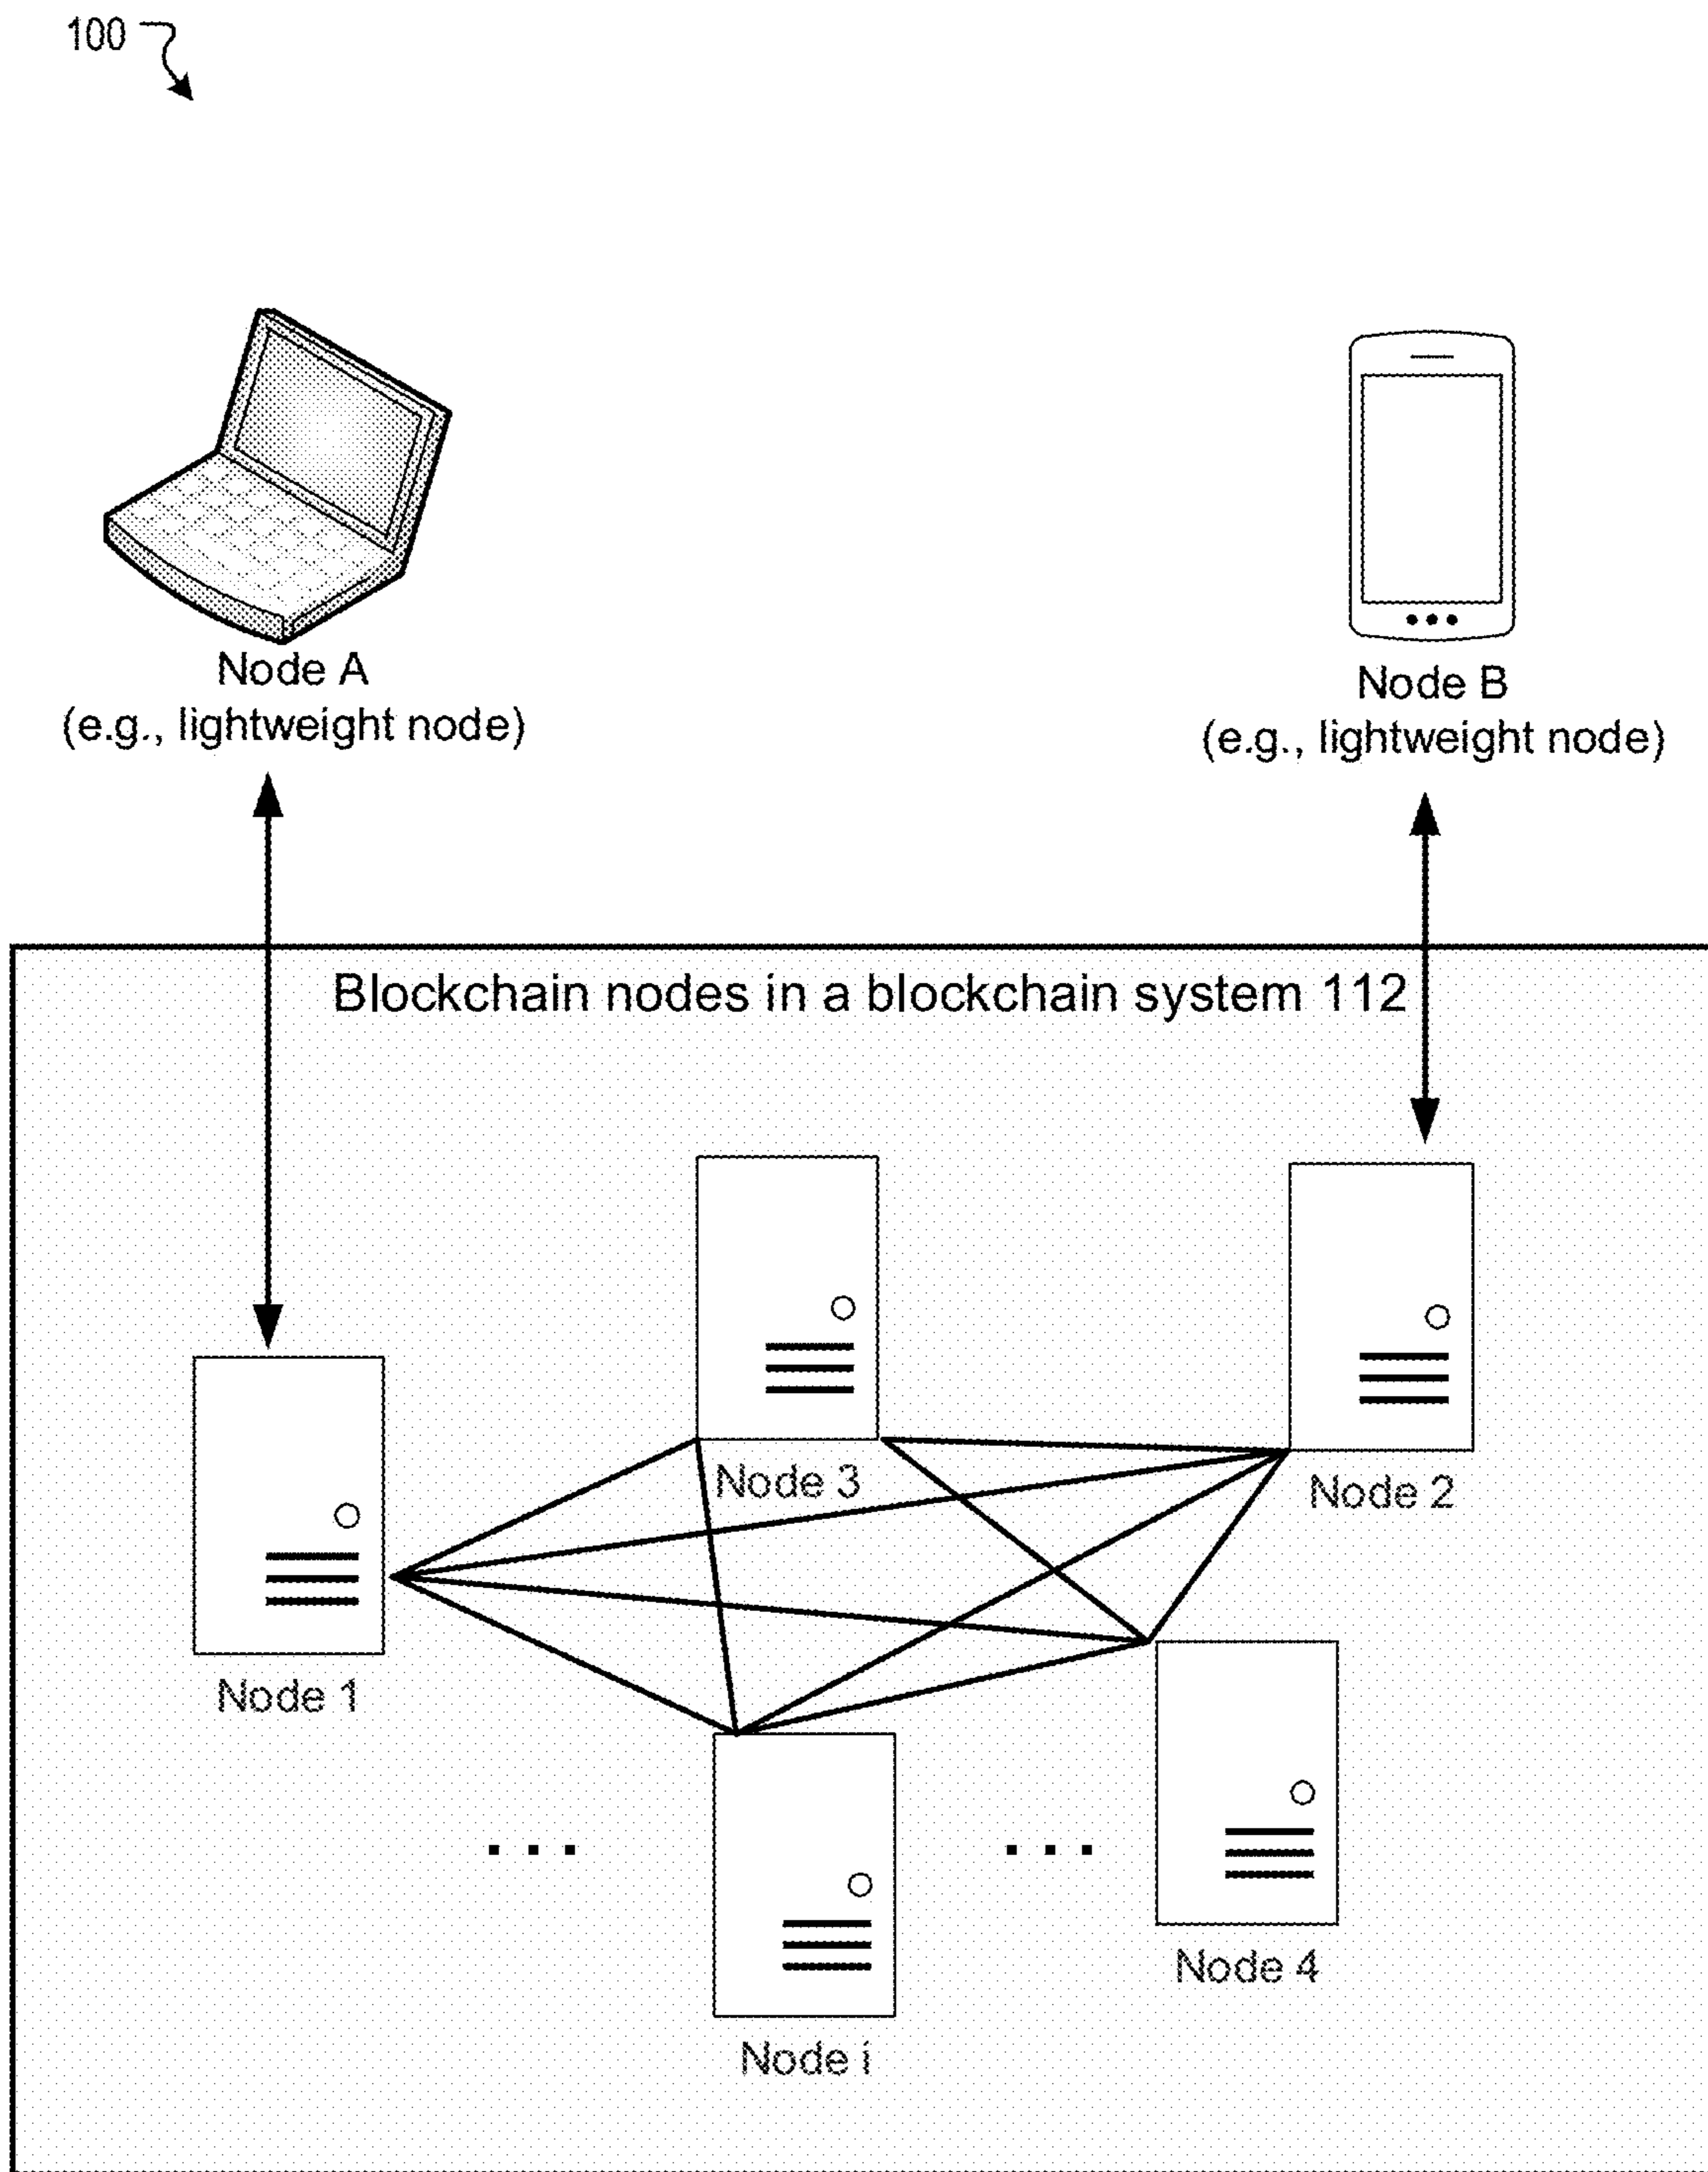 100
Node A
(e.g., lightweight node)
Node B
(e.g., lightweight node)
Blockchain nodes in a blockchain system 112
Node 3
Node 2
Node 1
. . .
. . .
Node 4
Node i